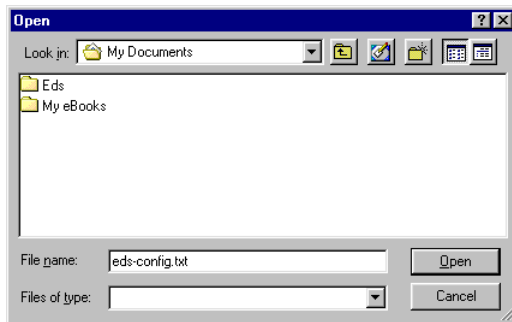 Open
Look in: My Documents
Eds
My eBooks
File name: eds-config.txt Open
Files of type: Cancel